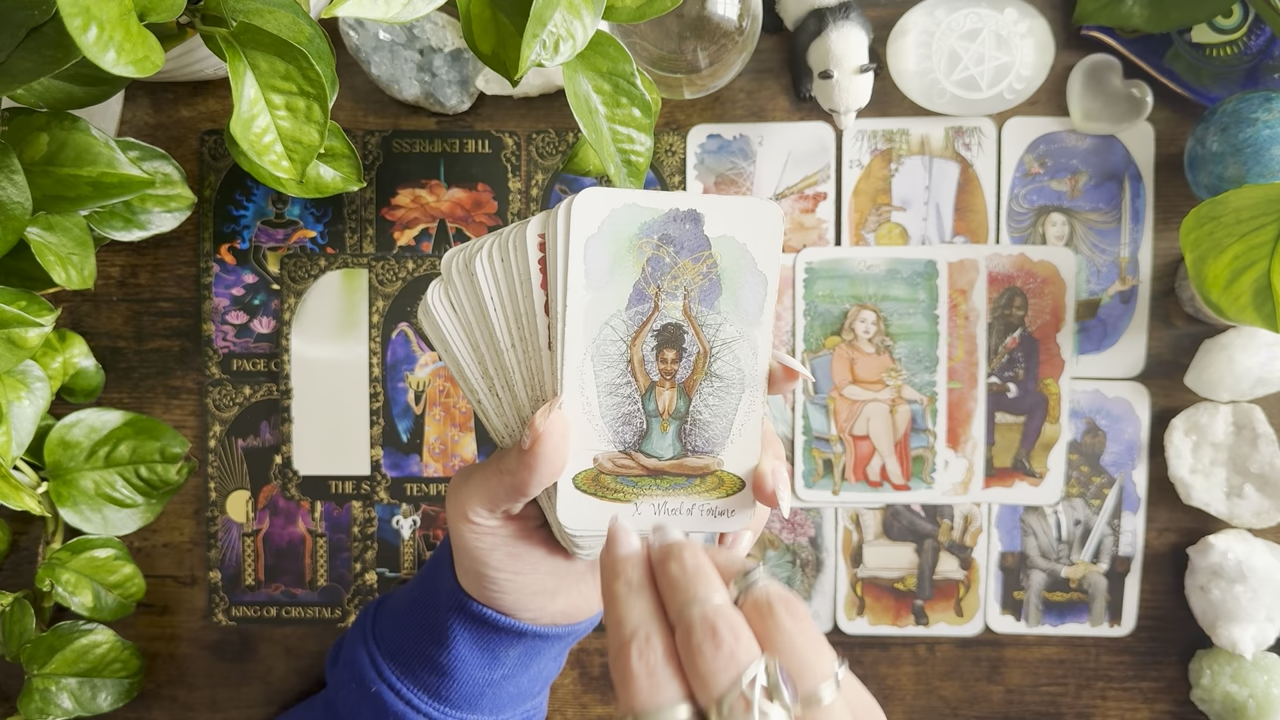 THE EMPRESS
PAGE C
THE S
TEMPE
X Wheel of Fortune
KING OF CRYSTALS